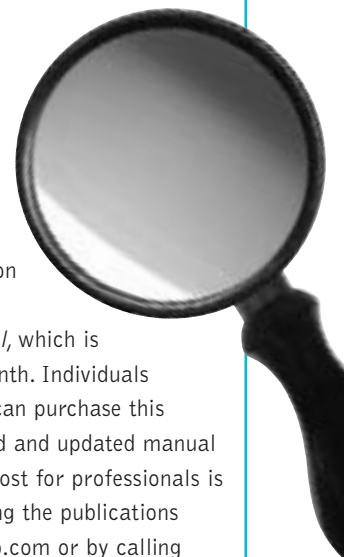 on
l, which is
nth. Individuals
can purchase this
d and updated manual
ost for professionals is
ng the publications
.com or by calling